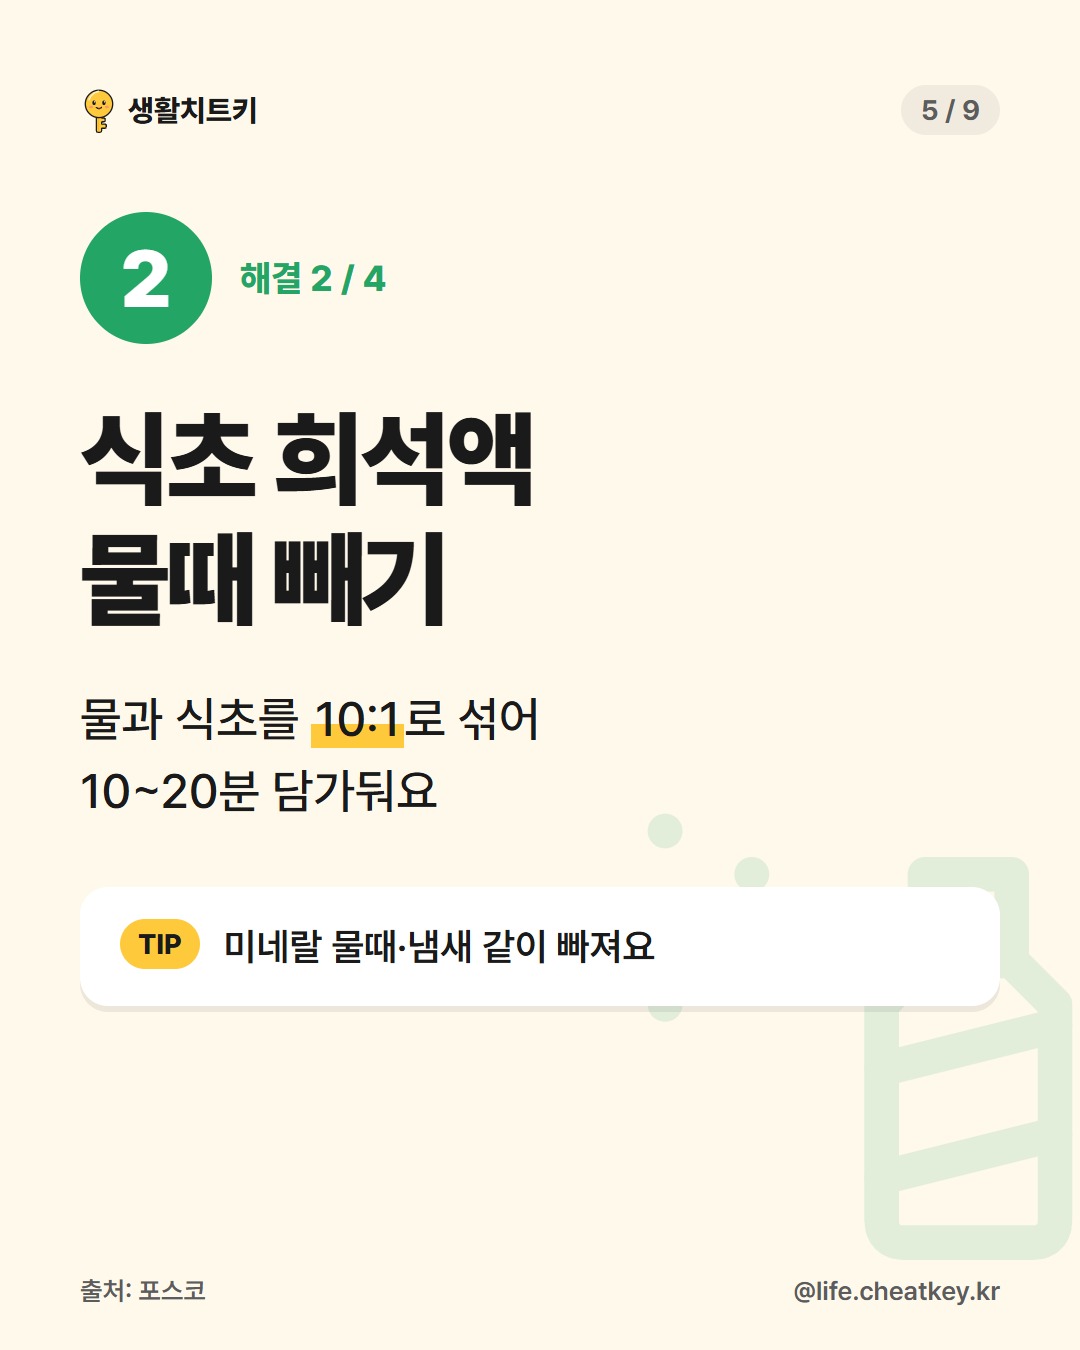 생활치트키
5 / 9
2
해결 2 / 4
식초 희석액
물때 빼기
물과 식초를 10:1로 섞어
10~20분 담가둬요
TIP 미네랄 물때·냄새 같이 빠져요
출처: 포스코
@life.cheatkey.kr